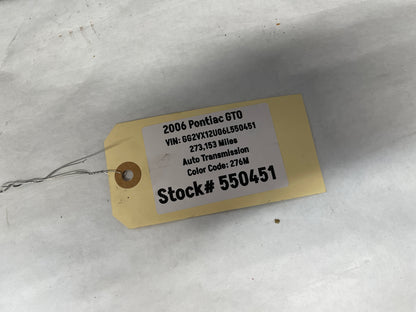 2006 Pontiac GTO
VIN: 6G2VX12U06L550451
273,153 Miles
Auto Transmission
Color Code: 276M
Stock# 550451